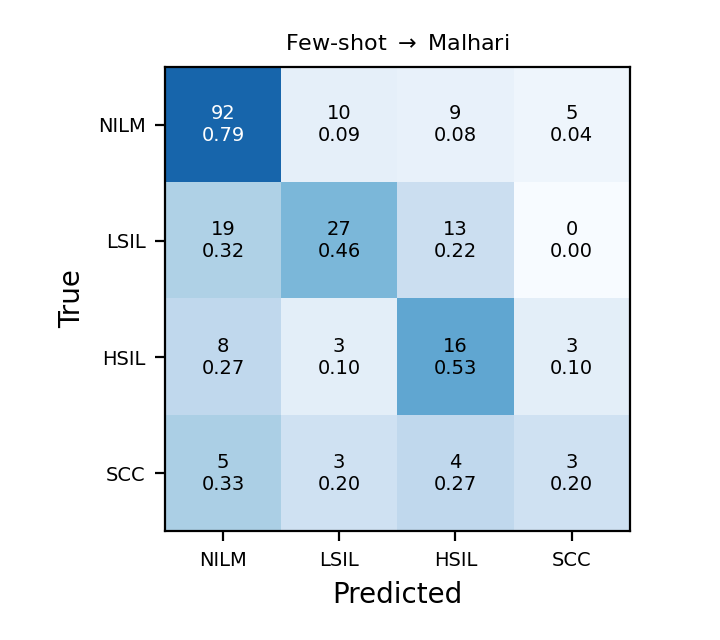 Few-shot → Malhari
NILM
92 10 9 5
0.79 0.09 0.08 0.04
LSIL
19 27 13 0
0.32 0.46 0.22 0.00
HSIL
8 3 16 3
0.27 0.10 0.53 0.10
SCC
5 3 4 3
0.33 0.20 0.27 0.20
True
NILM LSIL HSIL SCC
Predicted